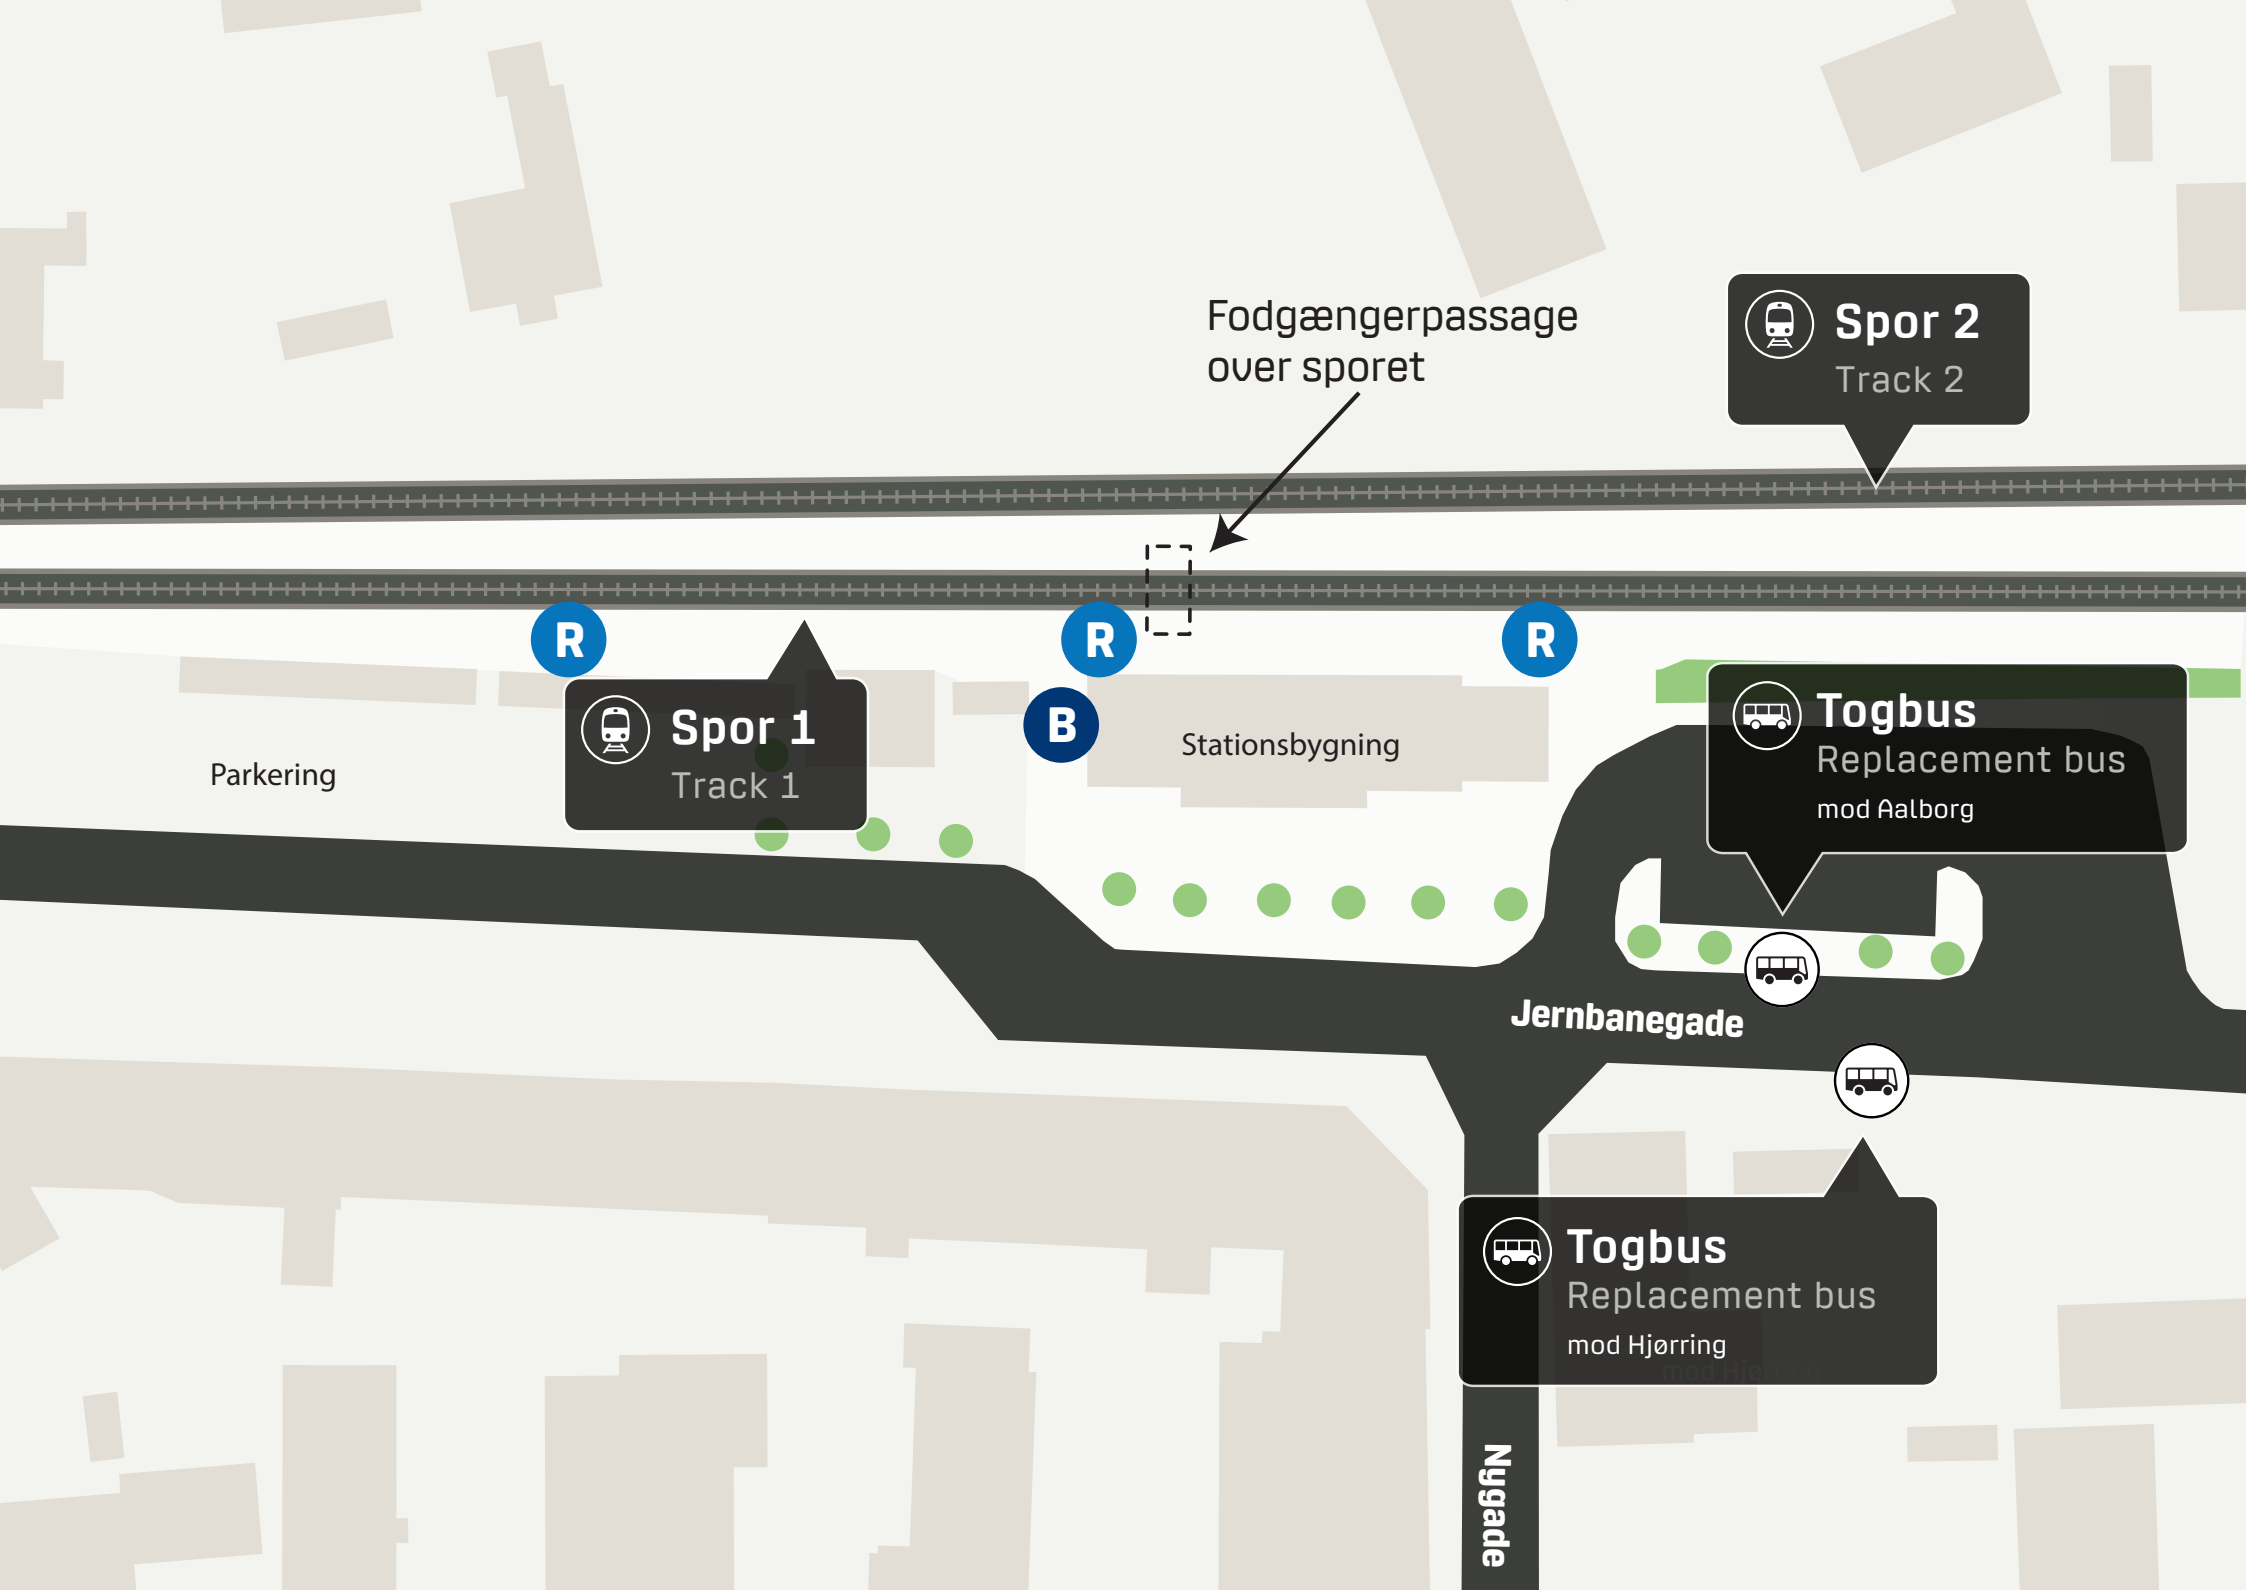 Fodgængerpassage
over sporet
Spor 2
Track 2
R
R
R
Spor 1
Track 1
B
Stationsbygning
Parkering
Togbus
Replacement bus
mod Aalborg
Jernbanegade
Togbus
Replacement bus
mod Hjørring
Nygade